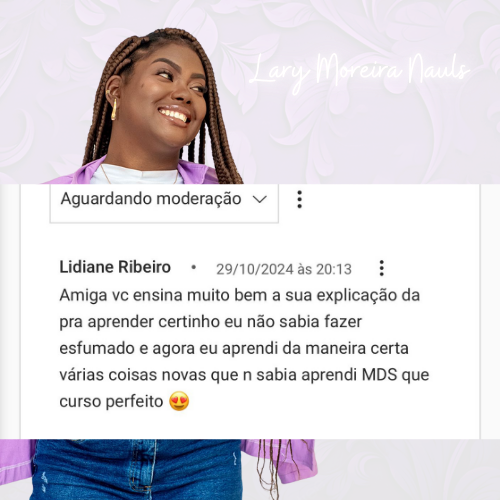 Lary Moreira Nauls
Aguardando moderação
Lidiane Ribeiro • 29/10/2024 às 20:13
Amiga vc ensina muito bem a sua explicação da
pra aprender certinho eu não sabia fazer
esfumado e agora eu aprendi da maneira certa
várias coisas novas que n sabia aprendi MDS que
curso perfeito 😍